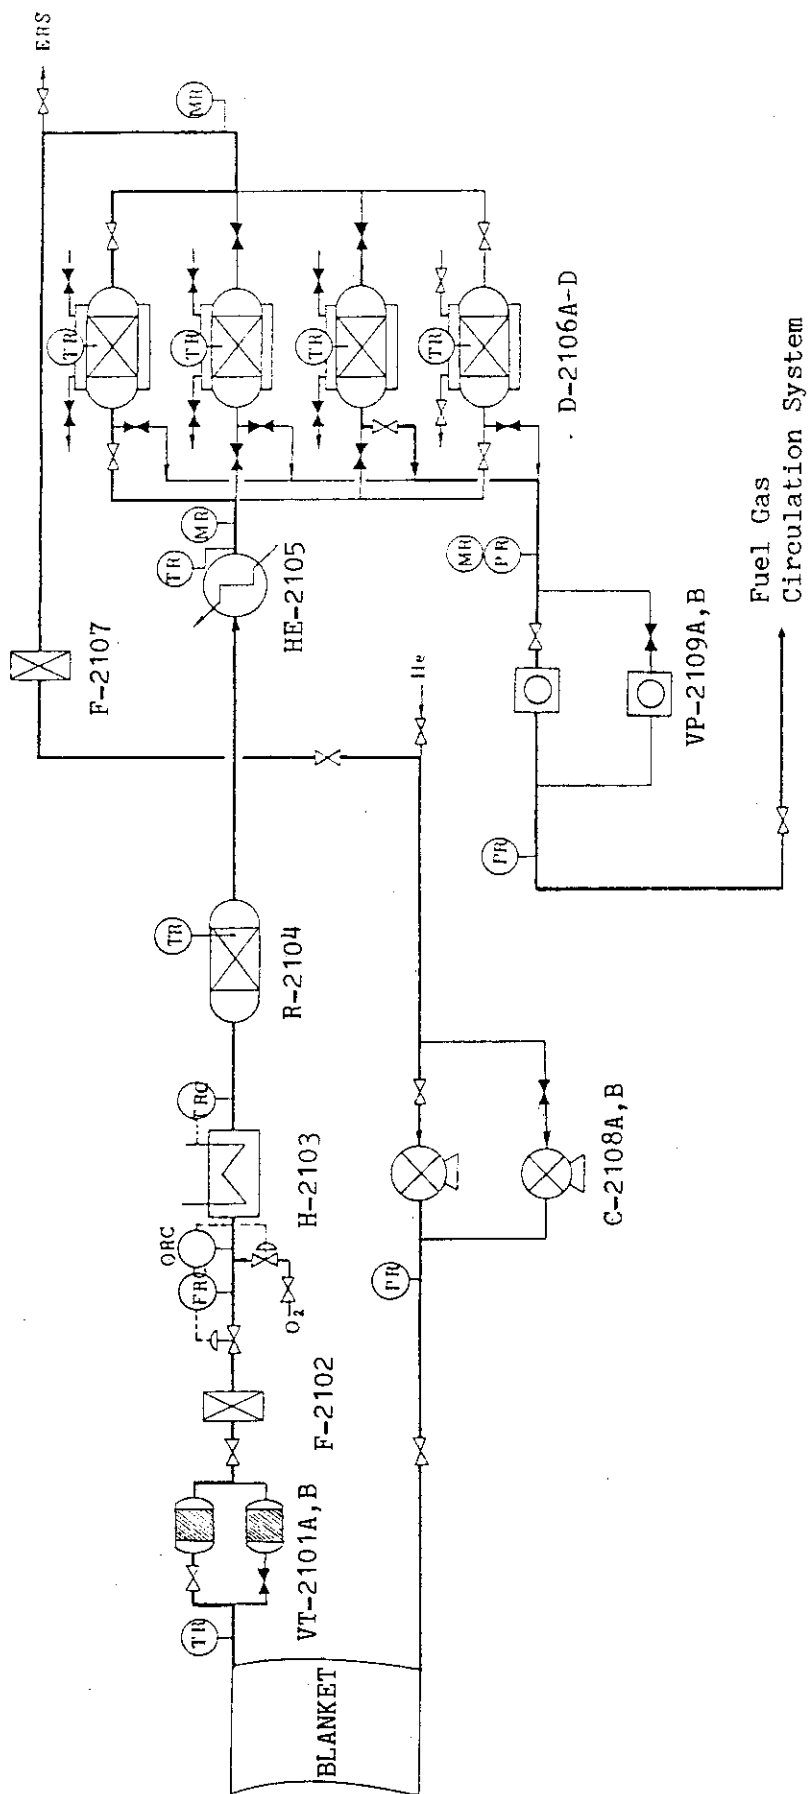 BLANKET
TR
VT-2101A,B
F-2102
FRC
ORC
O2
H-2103
TRC
R-2104
TR
HE-2105
TR
MR
TR
TR
TR
TR
D-2106A-D
MR
ERS
F-2107
He
C-2108A,B
PR
MR
PR
VP-2109A,B
PR
Fuel Gas
Circulation System